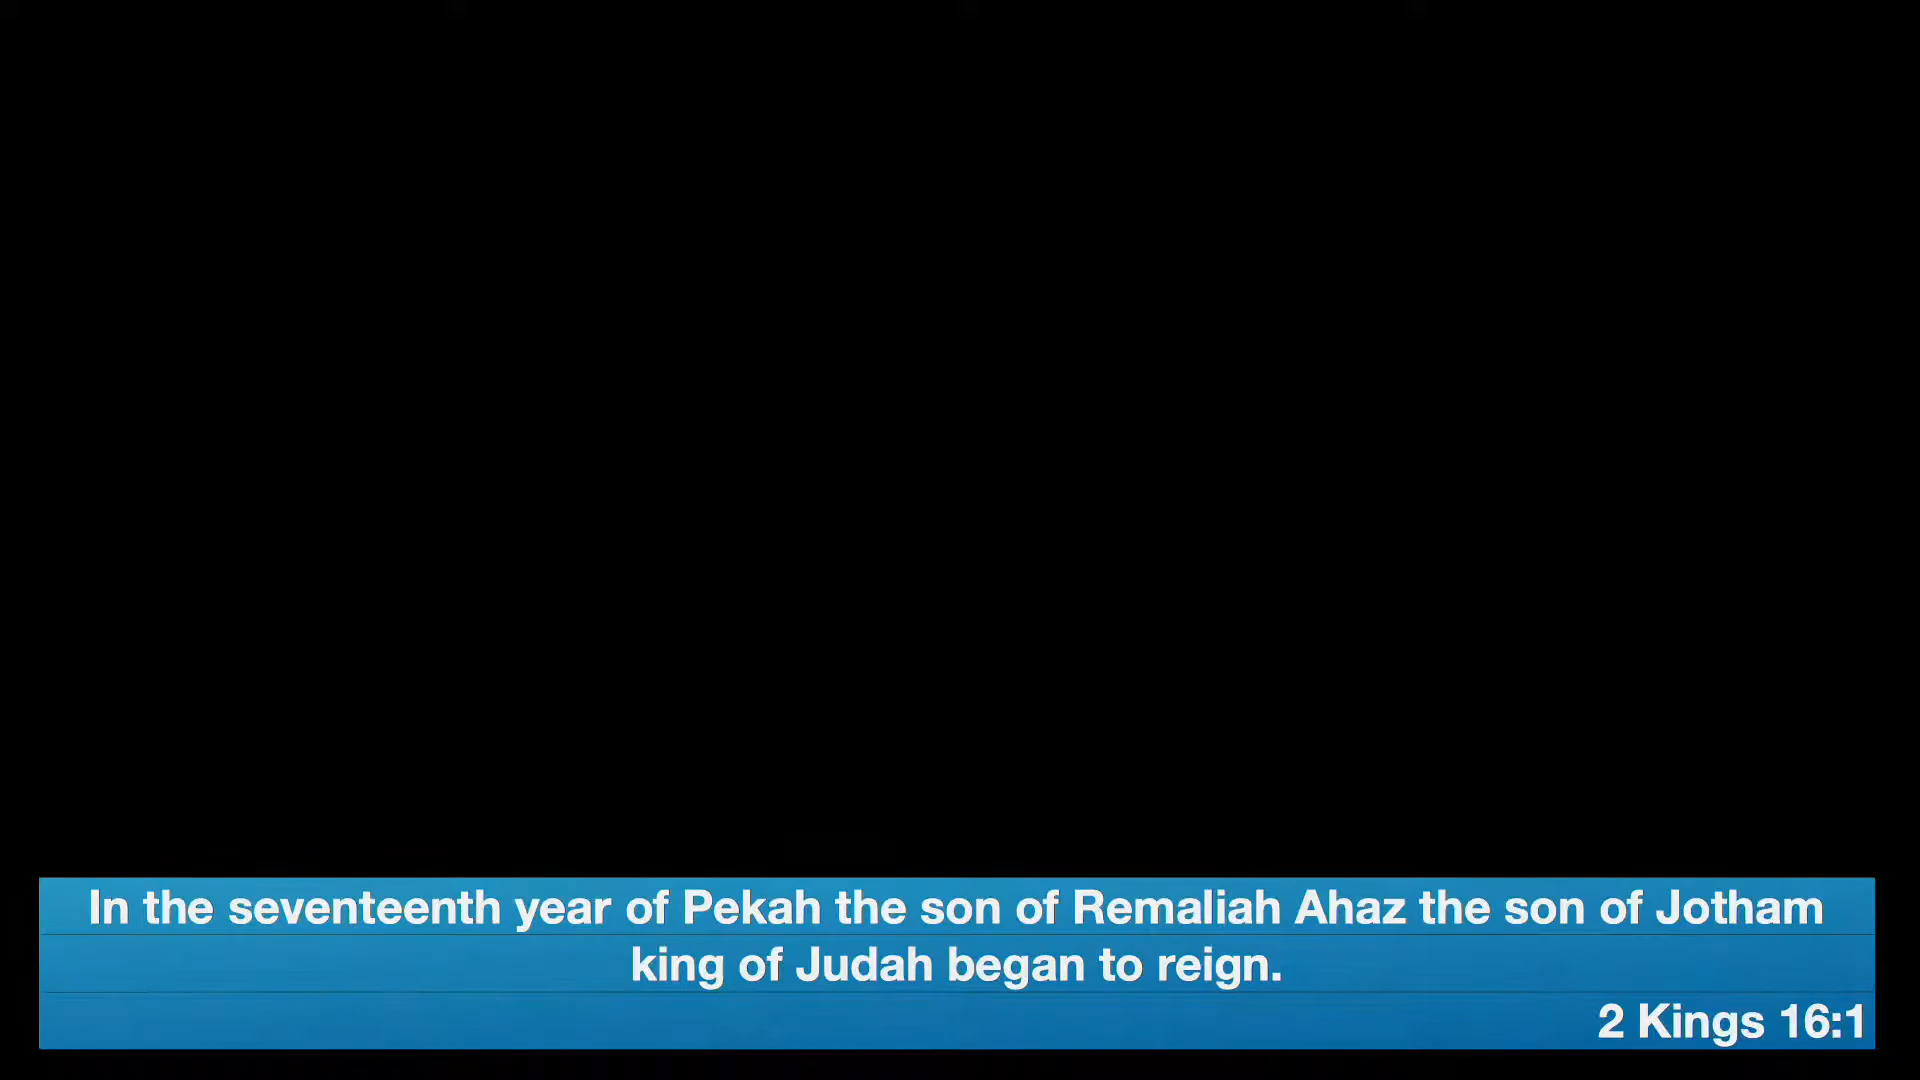 In the seventeenth year of Pekah the son of Remaliah Ahaz the son of Jotham
king of Judah began to reign.
2 Kings 16:1